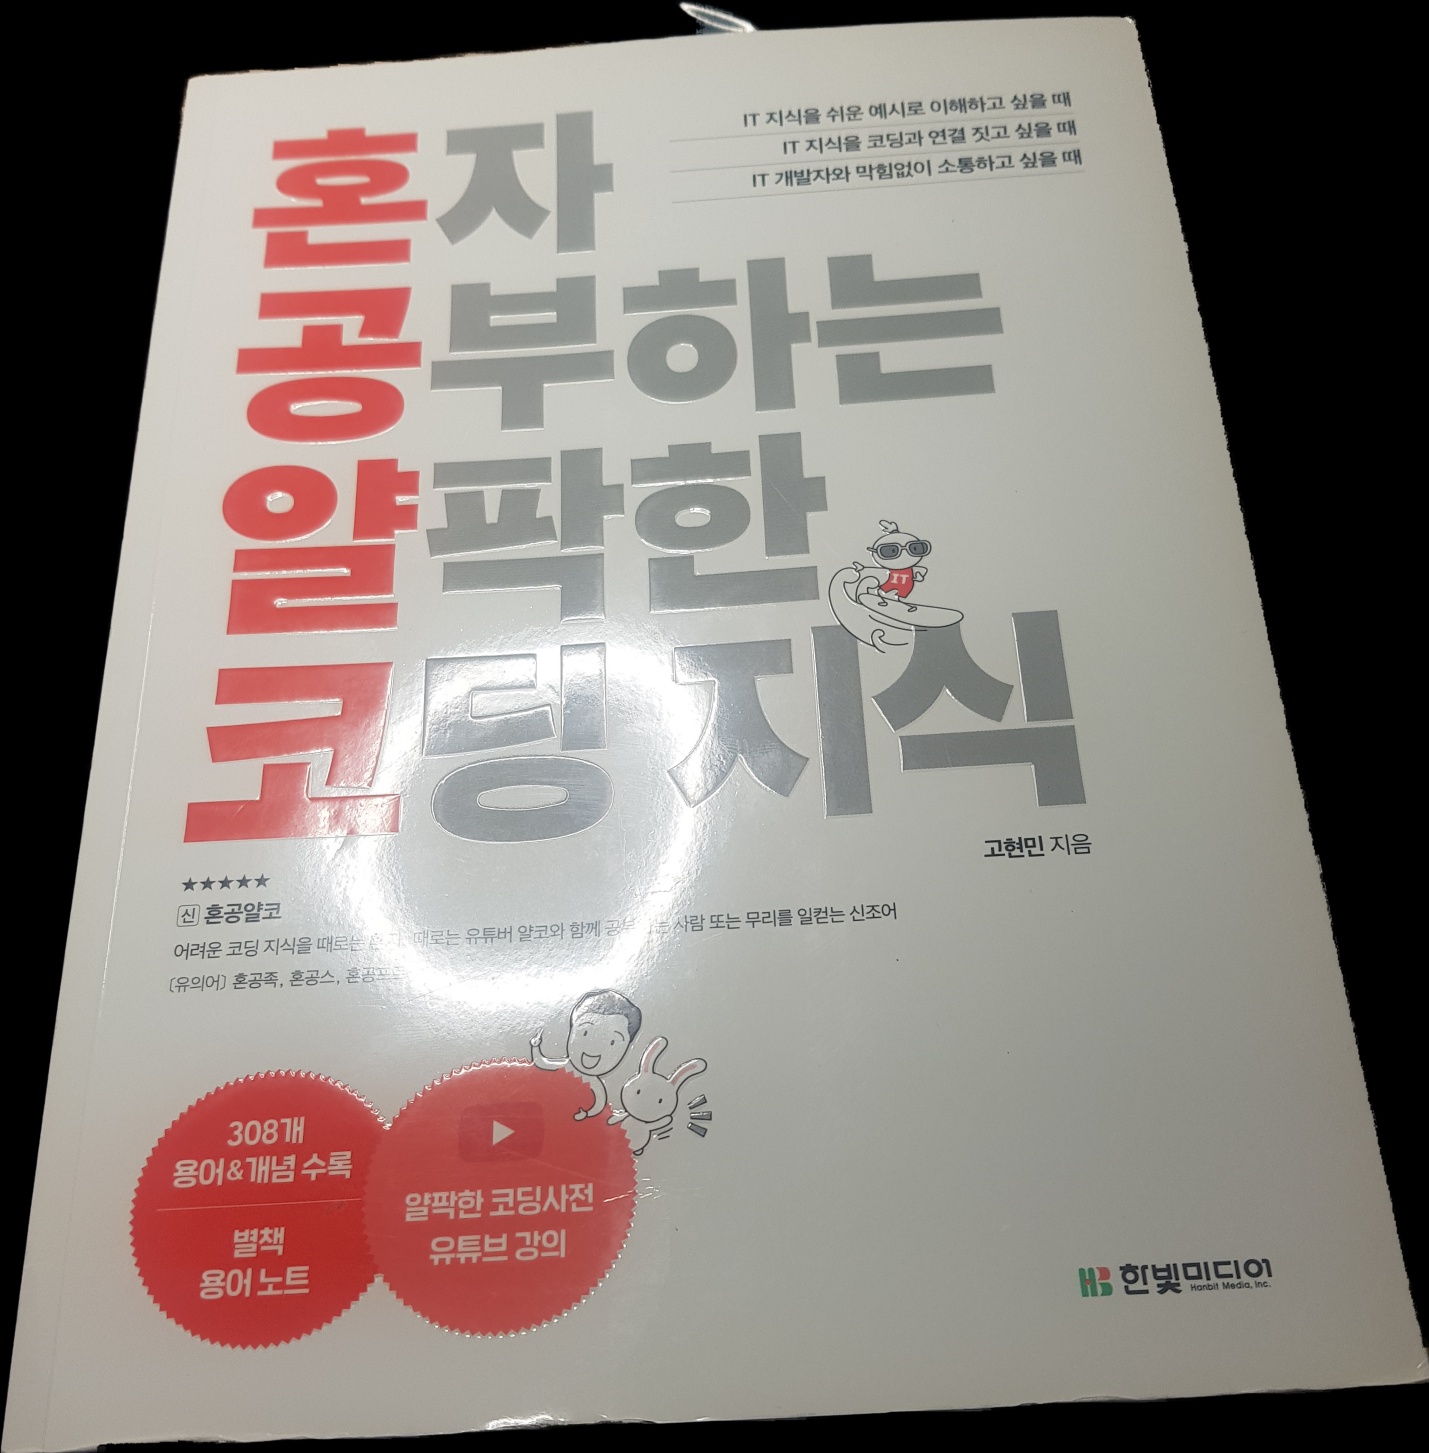 IT 지식을 쉬운 예시로 이해하고 싶을 때
IT 지식을 코딩과 연결 짓고 싶을 때
IT 개발자와 막힘없이 소통하고 싶을 때
혼자
공부하는
얄팍한
코딩 지식
IT
고현민 지음
★★★★★
신 혼공얄코
어려운 코딩 지식을 때로는 혼자, 때로는 유튜버 얄코와 함께 사람 또는 무리를 일컫는 신조어
[유의어] 혼공족, 혼공스,
308개
용어&개념 수록
별책
용어 노트
얄팍한 코딩사전
유튜브 강의
HB 한빛미디어
Hanbit Media, Inc.